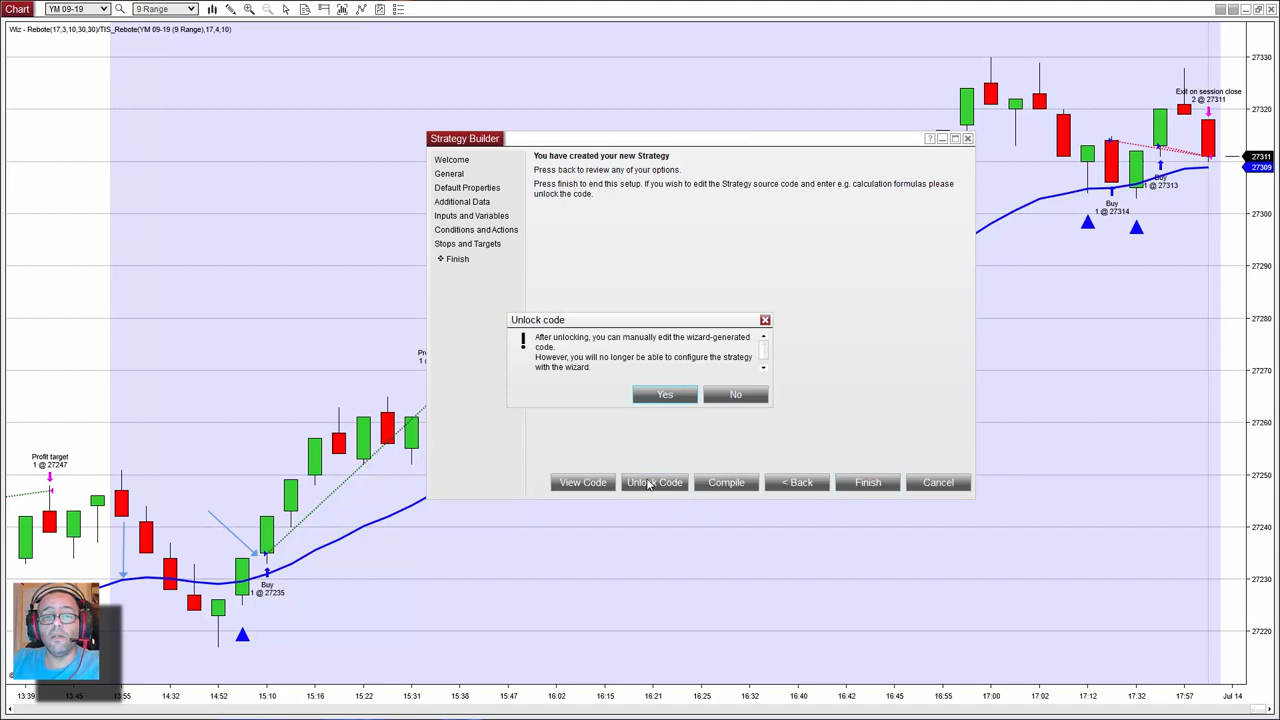 Chart
YM 09-19
9 Range
Wiz - Rebote(17,3,10,30,30)/TIS_Rebote(YM 09-19 (9 Range),17,4,10)
27330
27320
27311
27309
27300
27290
27280
27270
27260
27250
27240
27230
27220
Exit on session close
2 @ 27311
Buy
1 @ 27313
Buy
1 @ 27314
Strategy Builder
?
Welcome
General
Default Properties
Additional Data
Inputs and Variables
Conditions and Actions
Stops and Targets
Finish
You have created your new Strategy
Press back to review any of your options.
Press finish to end this setup. If you wish to edit the Strategy source code and enter e.g. calculation formulas please
unlock the code.
Unlock code
After unlocking, you can manually edit the wizard-generated
code.
However, you will no longer be able to configure the strategy
with the wizard.
Yes
No
View Code
Unlock Code
Compile
< Back
Finish
Cancel
Profit target
1 @ 27247
Buy
1 @ 27235
13:39
13:45
13:55
14:32
14:52
15:10
15:16
15:22
15:31
15:38
16:02
16:05
16:15
16:21
16:27
16:34
16:42
16:44
16:55
17:00
17:02
17:12
17:32
17:57
Jul 14